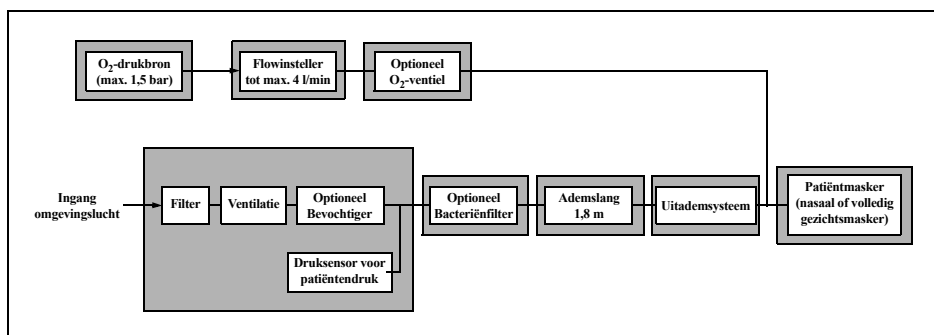 O₂-drukbron
(max. 1,5 bar)
Flowinsteller
tot max. 4 l/min
Optioneel
O₂-ventiel
Ingang
omgevingslucht
Filter
Ventilatie
Optioneel
Bevochtiger
Druksensor voor
patiëntendruk
Optioneel
Bacteriënfilter
Ademslang
1,8 m
Uitademsysteem
Patiëntmasker
(nasaal of volledig
gezichtsmasker)